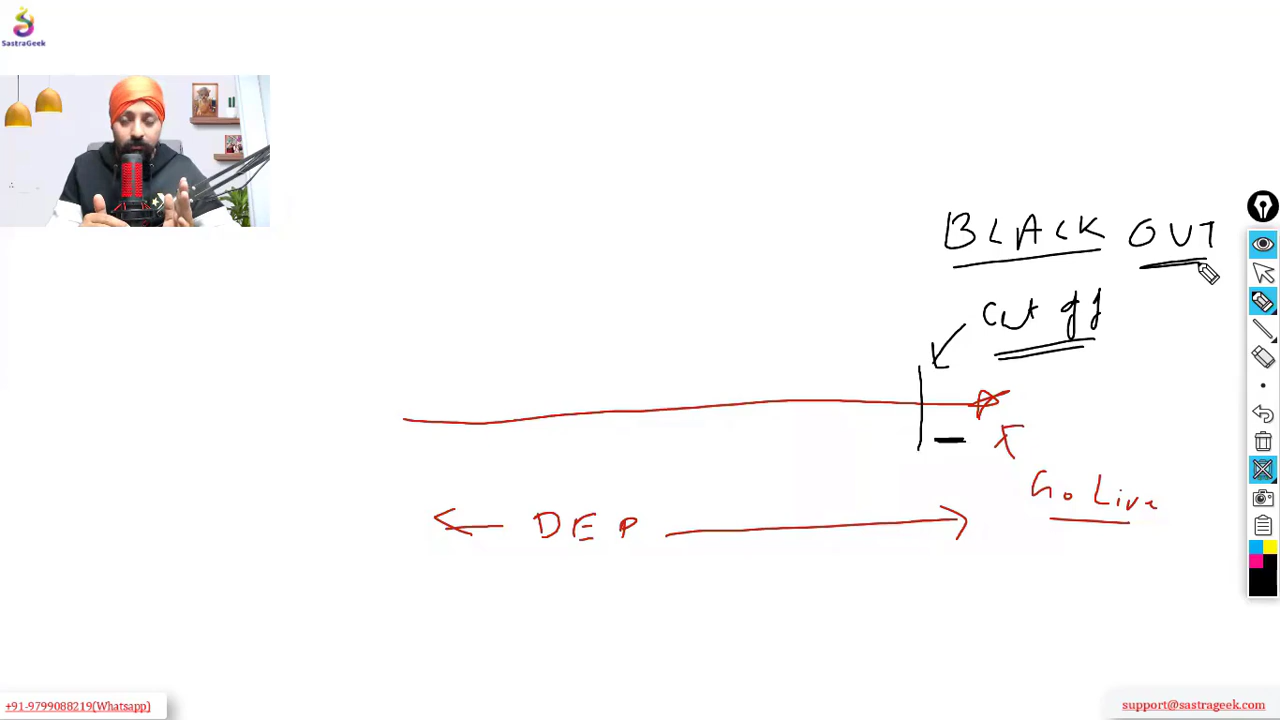 SastraGeek
BLACK OUT
Cut off
Go Live
DEP
+91-9799088219(Whatsapp)
support@sastrageek.com